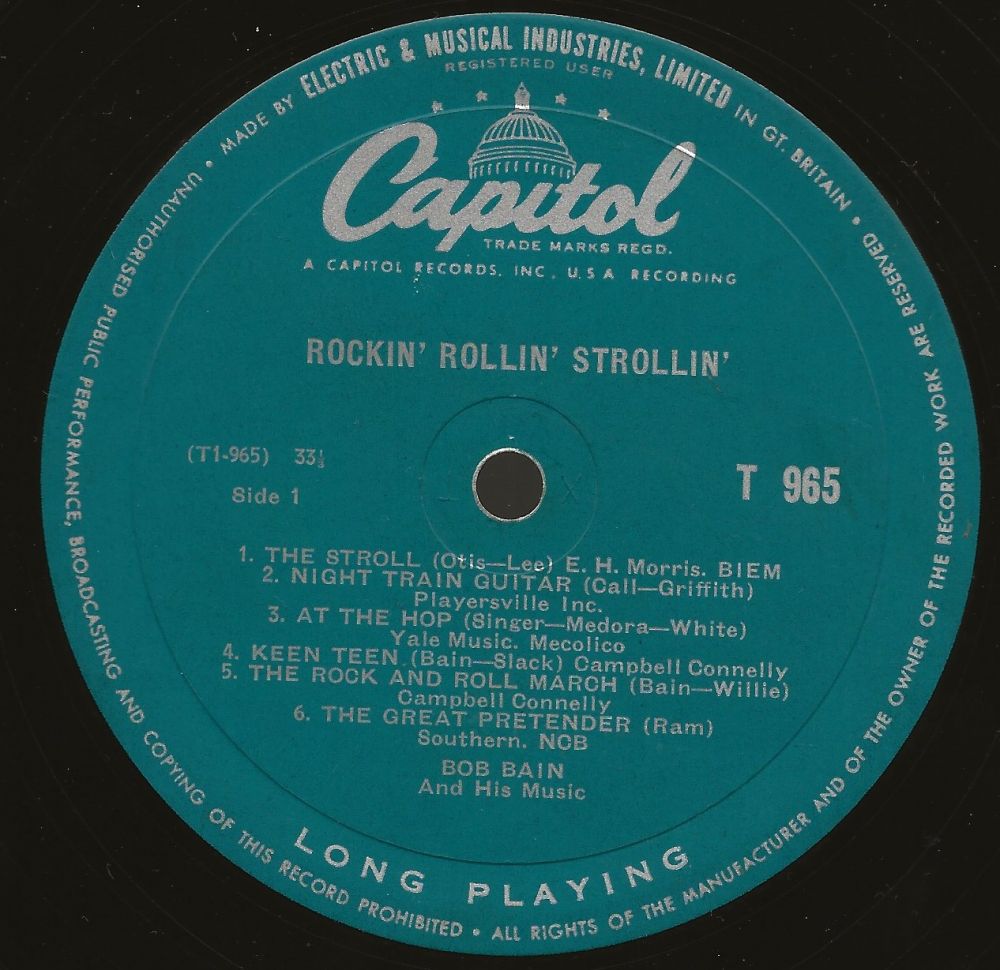 MADE BY ELECTRIC & MUSICAL INDUSTRIES, LIMITED IN GT. BRITAIN • ALL RIGHTS OF THE MANUFACTURER AND OF THE OWNER OF THE RECORDED WORK ARE RESERVED • UNAUTHORISED PUBLIC PERFORMANCE, BROADCASTING AND COPYING OF THIS RECORD PROHIBITED •
REGISTERED USER
Capitol
TRADE MARKS REGD.
A CAPITOL RECORDS, INC., U.S.A. RECORDING
ROCKIN' ROLLIN' STROLLIN'
(T1-965) 33⅓
Side 1
T 965
1. THE STROLL (Otis—Lee) E. H. Morris. BIEM
2. NIGHT TRAIN GUITAR (Call—Griffith)
Playersville Inc.
3. AT THE HOP (Singer—Medora—White)
Yale Music. Mecolico
4. KEEN TEEN (Bain—Slack) Campbell Connelly
5. THE ROCK AND ROLL MARCH (Bain—Willie)
Campbell Connelly
6. THE GREAT PRETENDER (Ram)
Southern. NCB
BOB BAIN
And His Music
LONG PLAYING